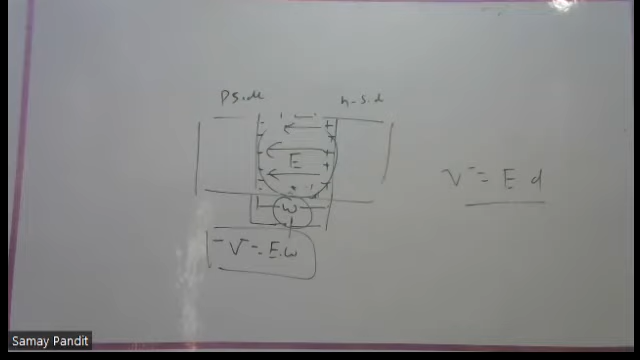 P side n-side
E
w
V = E d
- V = E.w
Samay Pandit